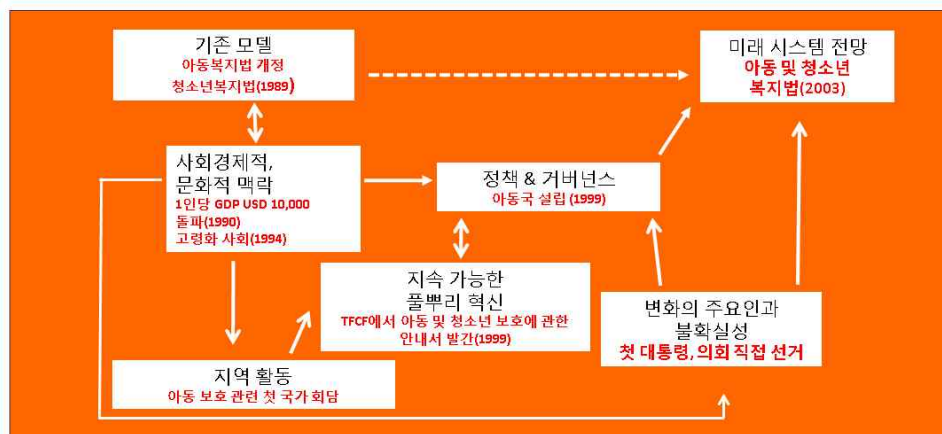 기존 모델
아동복지법 개정
청소년복지법(1989)
미래 시스템 전망
아동 및 청소년
복지법(2003)
사회경제적,
문화적 맥락
1인당 GDP USD 10,000
돌파(1990)
고령화 사회(1994)
정책 & 거버넌스
아동국 설립 (1999)
지속 가능한
풀뿌리 혁신
TFCF에서 아동 및 청소년 보호에 관한
안내서 발간(1999)
변화의 주요인과
불확실성
첫 대통령, 의회 직접 선거
지역 활동
아동 보호 관련 첫 국가 회담